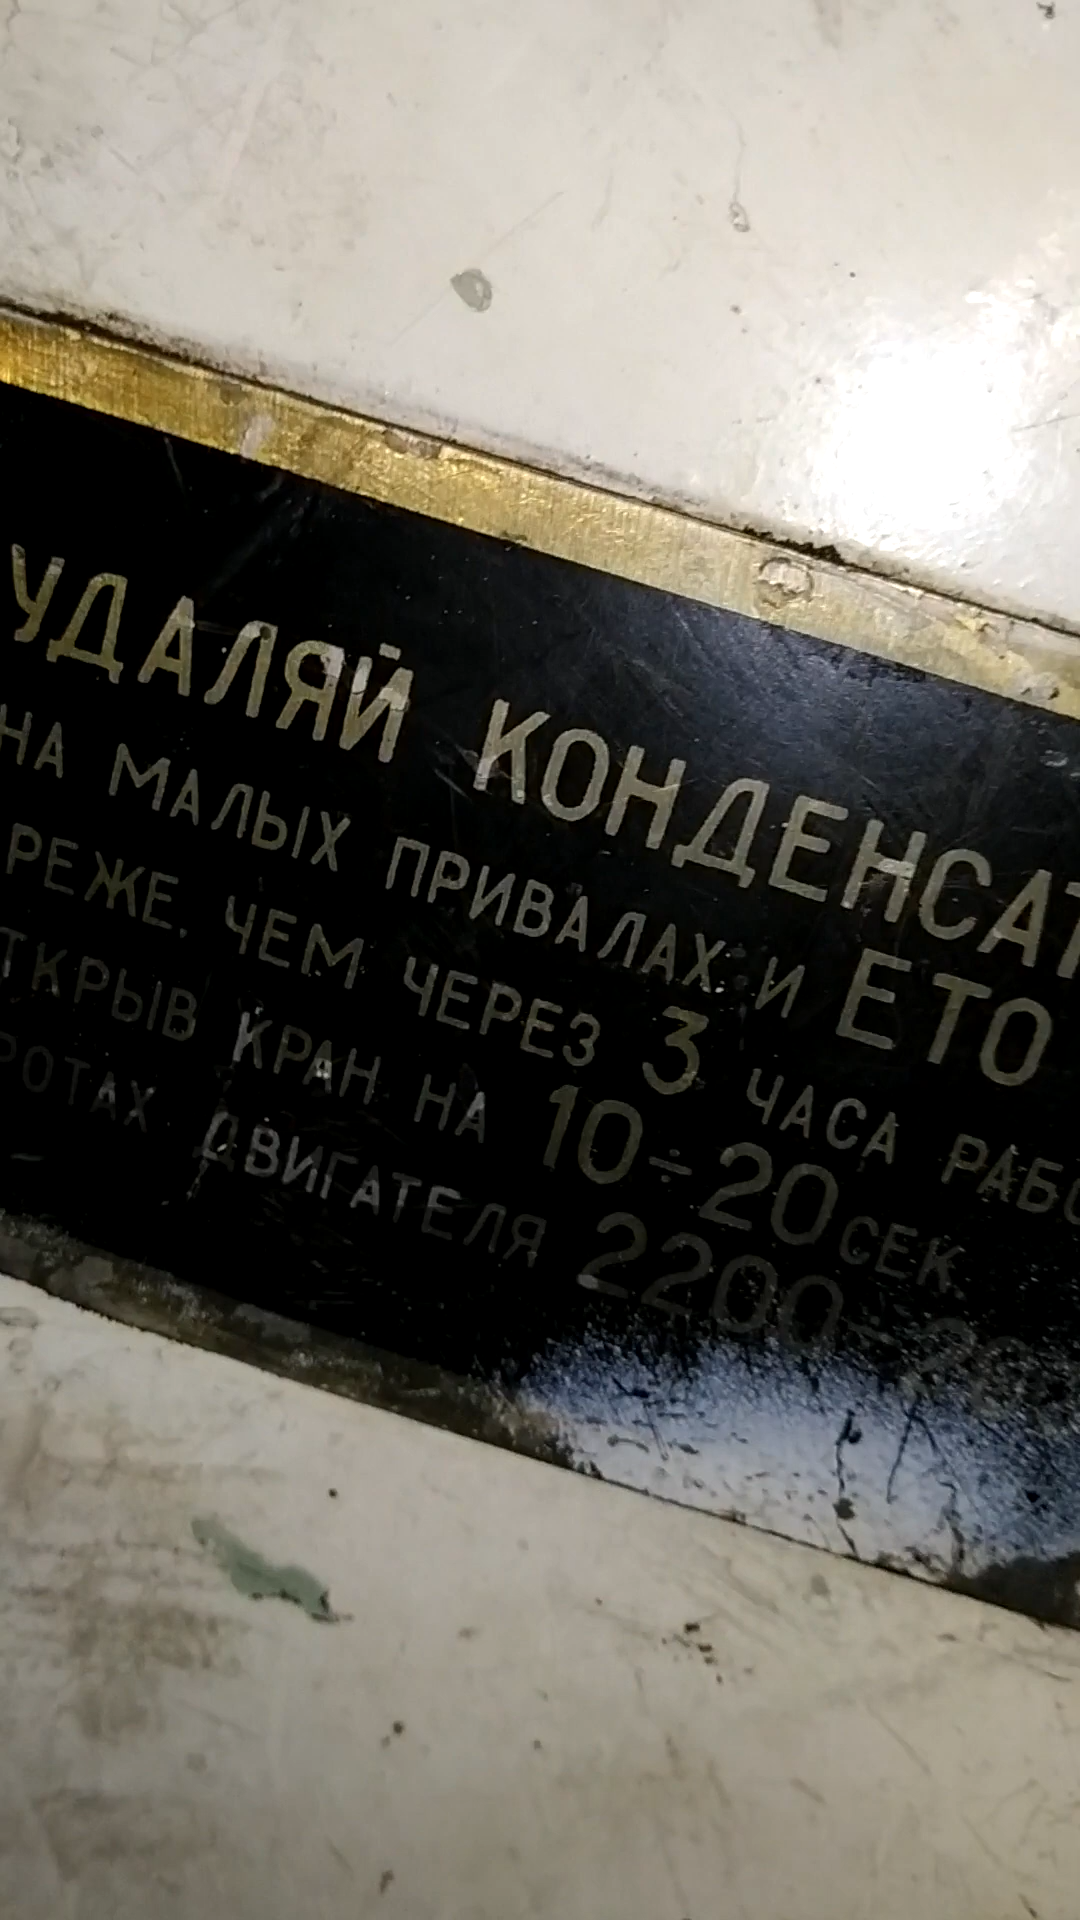 УДАЛЯЙ КОНДЕНСАТ
НА МАЛЫХ ПРИВАЛАХ И ЕТО
РЕЖЕ, ЧЕМ ЧЕРЕЗ 3 ЧАСА РАБО
ТКРЫВ КРАН НА 10÷20 СЕК.
РОТАХ ДВИГАТЕЛЯ 2200÷